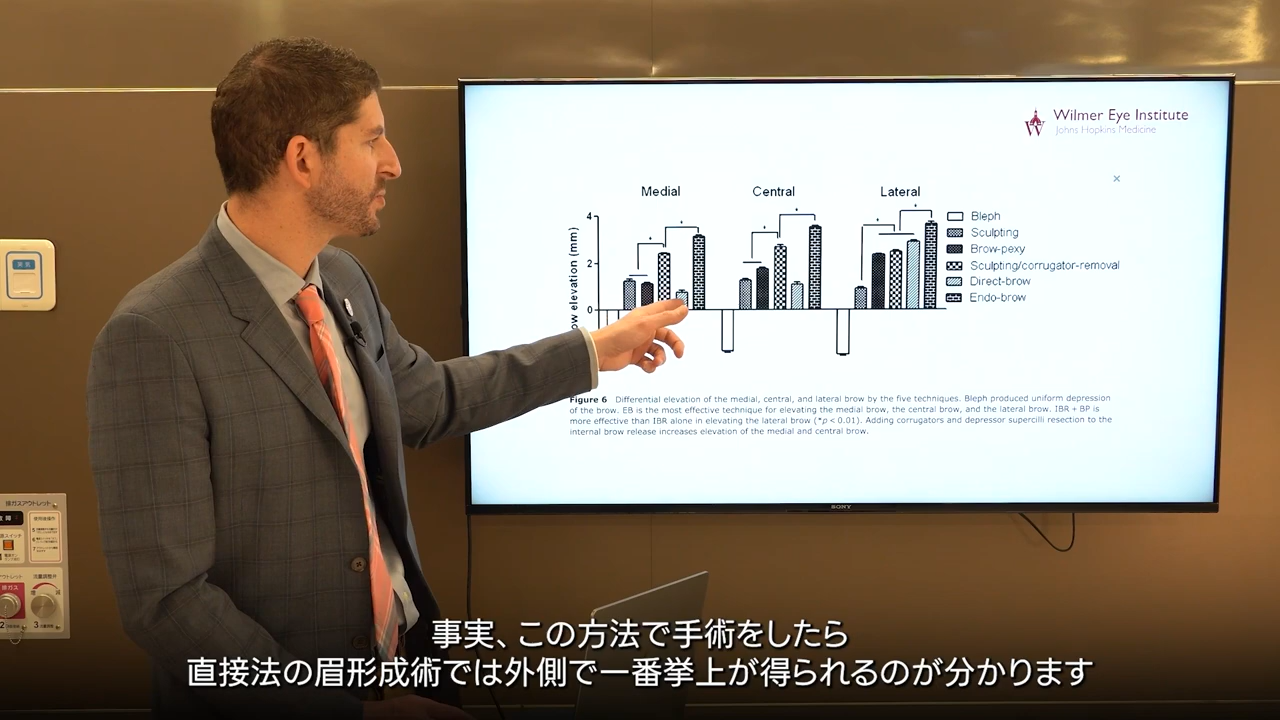 Wilmer Eye Institute
Johns Hopkins Medicine
×
Medial
Central
Lateral
4
2
0
elevation (mm)
Bleph
Sculpting
Brow-pexy
Sculpting/corrugator-removal
Direct-brow
Endo-brow
Figure 6 Differential elevation of the medial, central, and lateral brow by the five techniques. Bleph produced uniform depression
of the brow. EB is the most effective technique for elevating the medial brow, the central brow, and the lateral brow. IBR + BP is
more effective than IBR alone in elevating the lateral brow (*p < 0.01). Adding corrugators and depressor supercilli resection to the
internal brow release increases elevation of the medial and central brow.
SONY
事実、この方法で手術をしたら
直接法の眉形成術では外側で一番挙上が得られるのが分かります